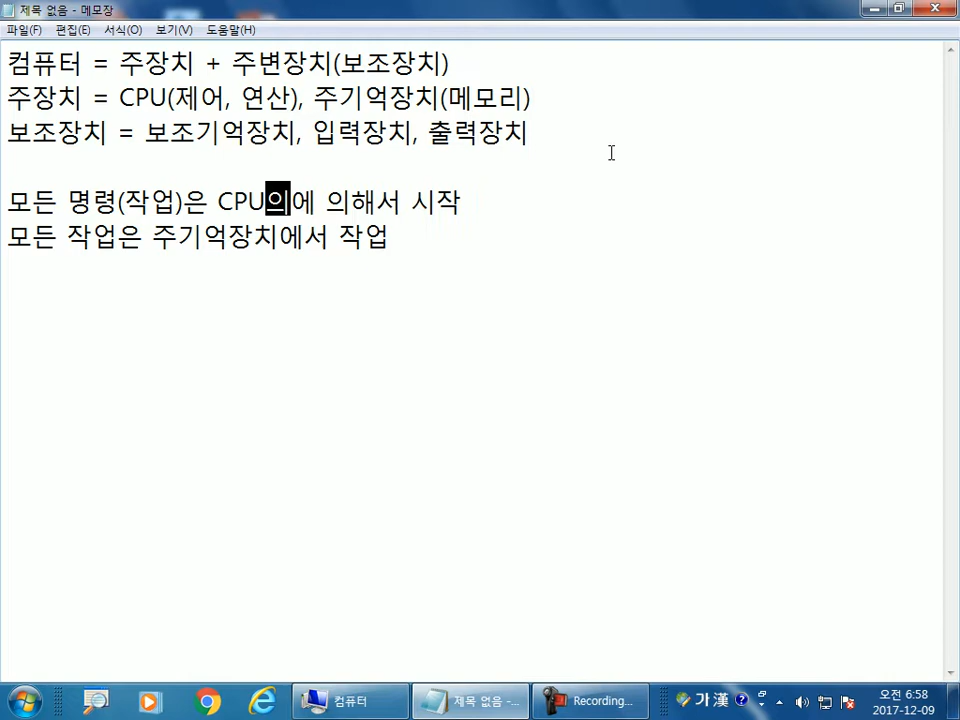 제목 없음 - 메모장
파일(F) 편집(E) 서식(O) 보기(V) 도움말(H)
컴퓨터 = 주장치 + 주변장치(보조장치)
주장치 = CPU(제어, 연산), 주기억장치(메모리)
보조장치 = 보조기억장치, 입력장치, 출력장치
모든 명령(작업)은 CPU의에 의해서 시작
모든 작업은 주기억장치에서 작업
컴퓨터 제목 없음 -... Recording... 가 漢 오전 6:58
2017-12-09